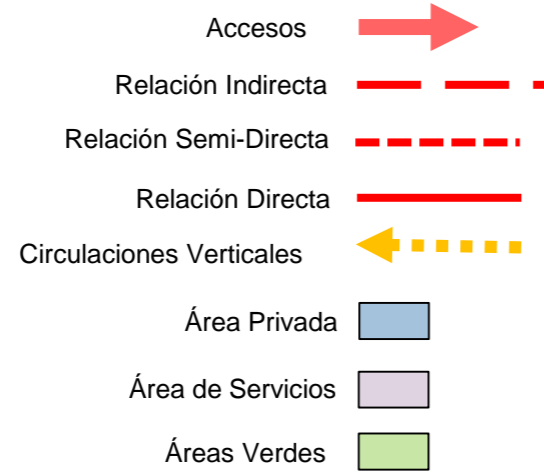 Accesos
Relación Indirecta
Relación Semi-Directa
Relación Directa
Circulaciones Verticales
Área Privada
Área de Servicios
Áreas Verdes